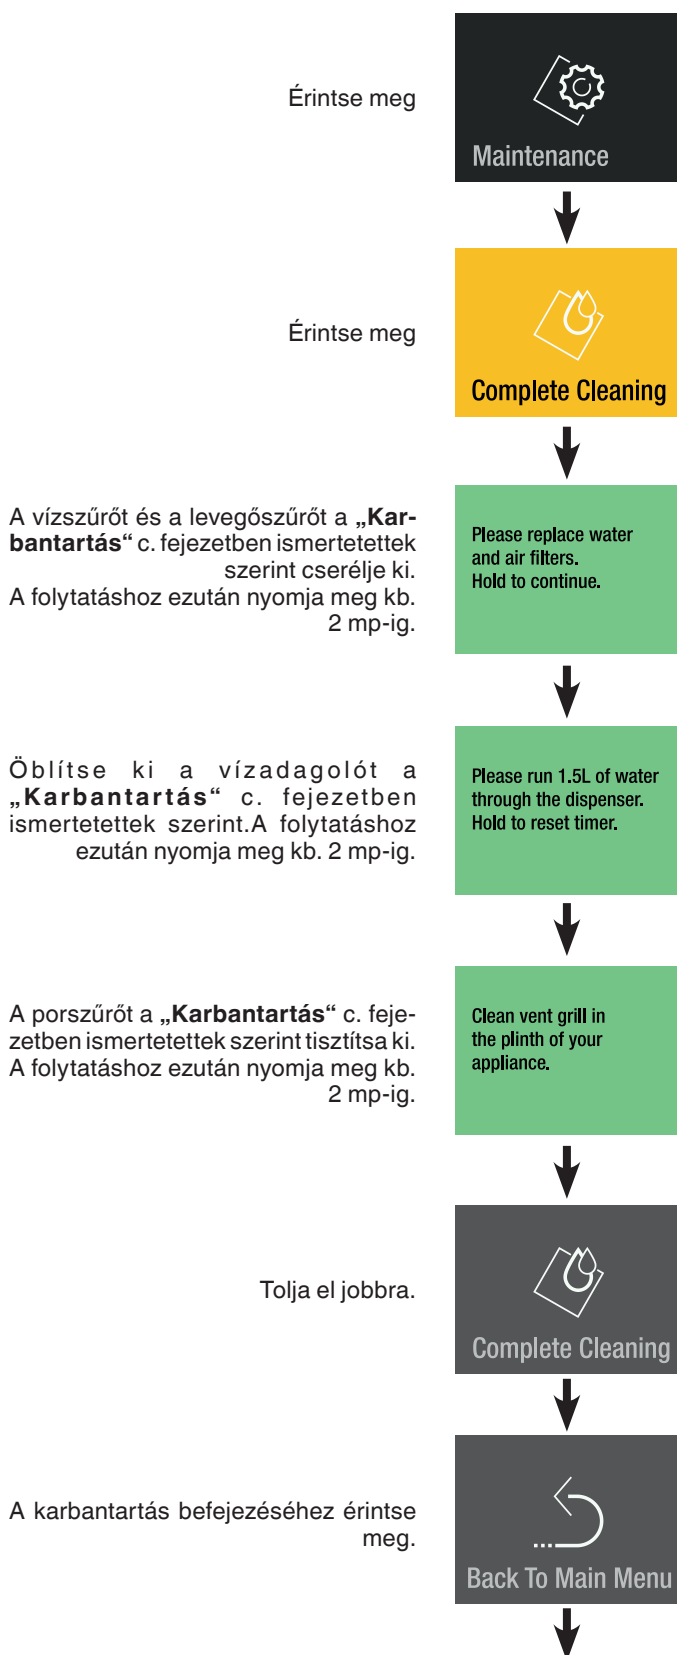 Érintse meg
Maintenance
Érintse meg
Complete Cleaning
A vízszűrőt és a levegőszűrőt a „Kar-
bantartás“ c. fejezetben ismertetettek
szerint cserélje ki.
A folytatáshoz ezután nyomja meg kb.
2 mp-ig.
Please replace water
and air filters.
Hold to continue.
Öblítse ki a vízadagolót a
„Karbantartás“ c. fejezetben
ismertetettek szerint.A folytatáshoz
ezután nyomja meg kb. 2 mp-ig.
Please run 1.5L of water
through the dispenser.
Hold to reset timer.
A porszűrőt a „Karbantartás“ c. feje-
zetben ismertetettek szerint tisztítsa ki.
A folytatáshoz ezután nyomja meg kb.
2 mp-ig.
Clean vent grill in
the plinth of your
appliance.
Tolja el jobbra.
Complete Cleaning
A karbantartás befejezéséhez érintse
meg.
Back To Main Menu